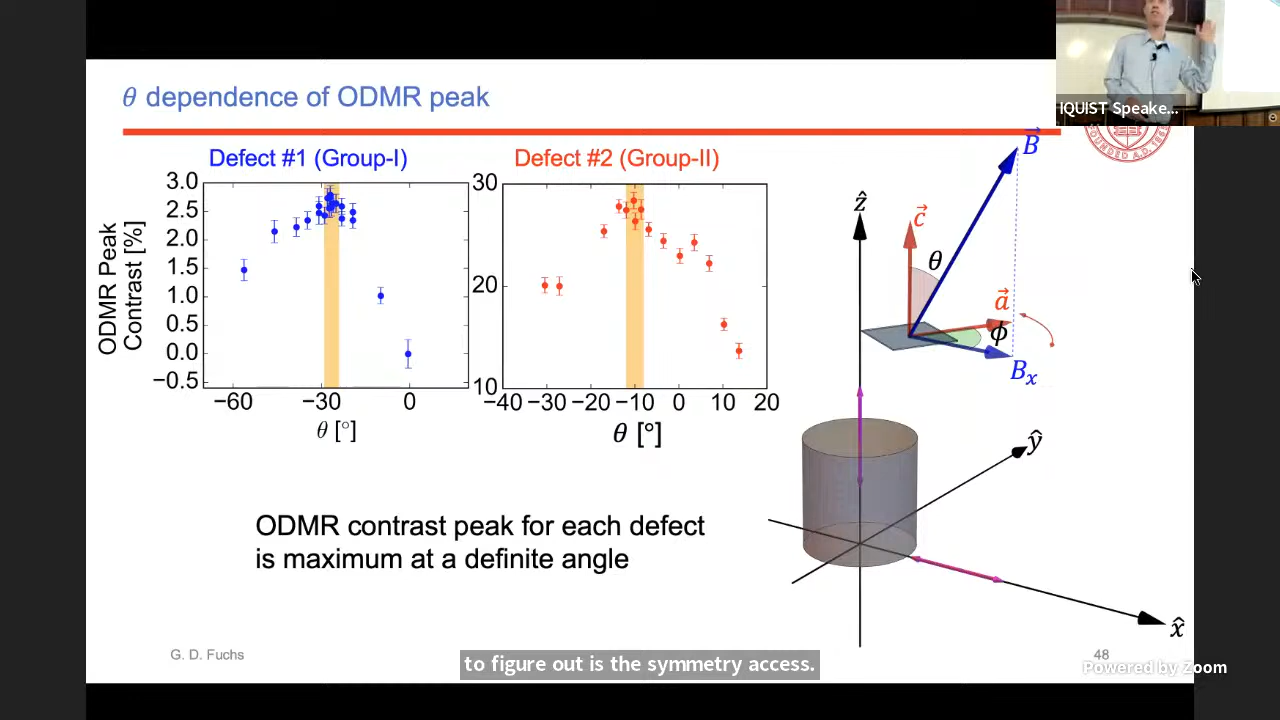 θ dependence of ODMR peak
IQUIST Speake...
FOUNDED A.D. 186
Defect #1 (Group-I)
Defect #2 (Group-II)
ODMR Peak
Contrast [%]
3.0
2.5
2.0
1.5
1.0
0.5
0.0
−0.5
−60
−30
0
θ [°]
30
20
10
−40
−30
−20
−10
0
10
20
θ [°]
B
ẑ
c
θ
a
ϕ
Bx
ŷ
x̂
ODMR contrast peak for each defect
is maximum at a definite angle
G. D. Fuchs
to figure out is the symmetry access.
48
Powered by Zoom